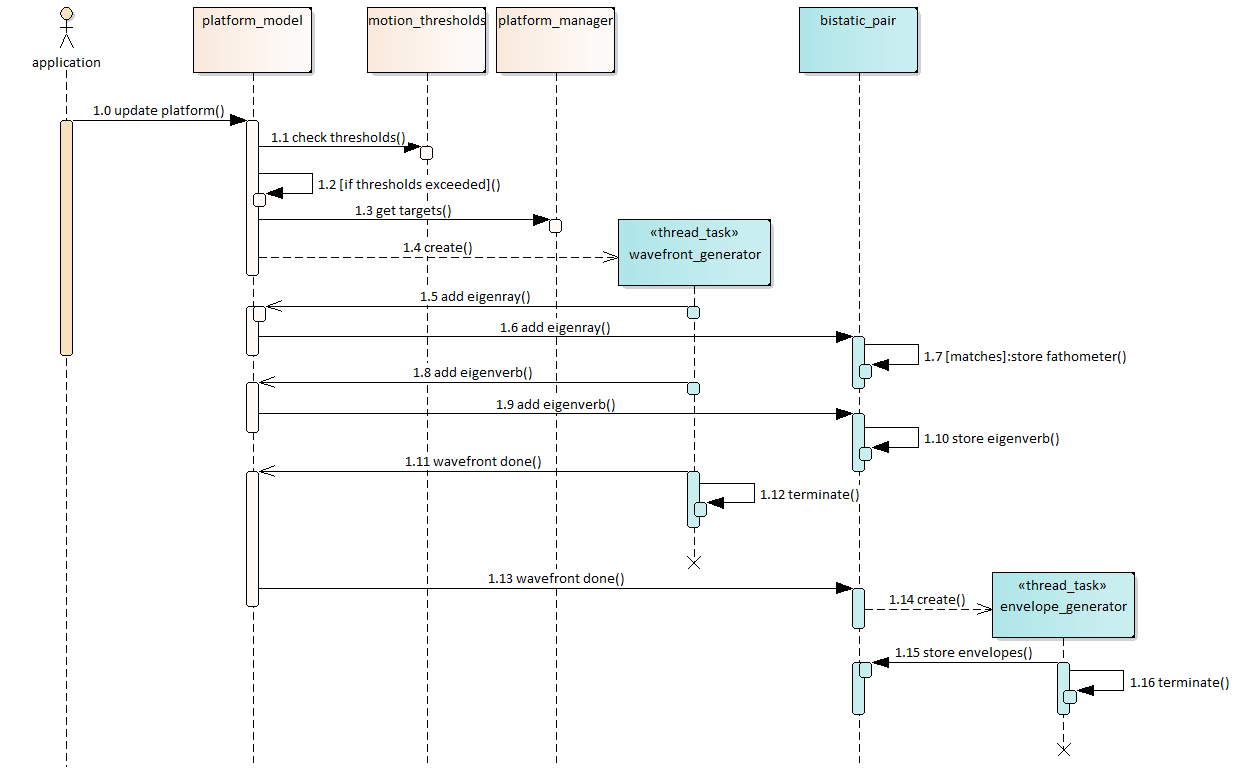 platform_model
motion_thresholds
platform_manager
bistatic_pair
application
1.0 update platform()
1.1 check thresholds()
1.2 [if thresholds exceeded]()
1.3 get targets()
«thread_task»
wavefront_generator
1.4 create()
1.5 add eigenray()
1.6 add eigenray()
1.7 [matches]:store fathometer()
1.8 add eigenverb()
1.9 add eigenverb()
1.10 store eigenverb()
1.11 wavefront done()
1.12 terminate()
1.13 wavefront done()
«thread_task»
envelope_generator
1.14 create()
1.15 store envelopes()
1.16 terminate()